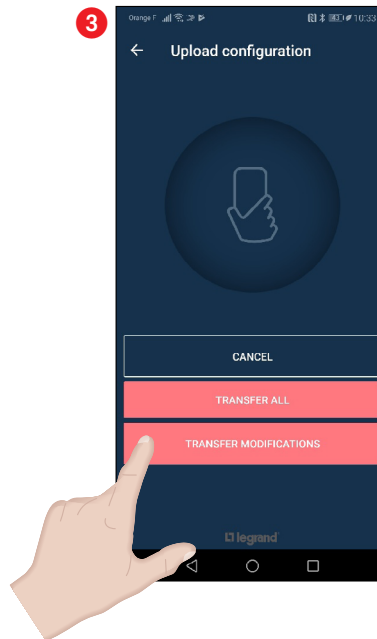 3
Orange F 10:33
Upload configuration
CANCEL
TRANSFER ALL
TRANSFER MODIFICATIONS
legrand